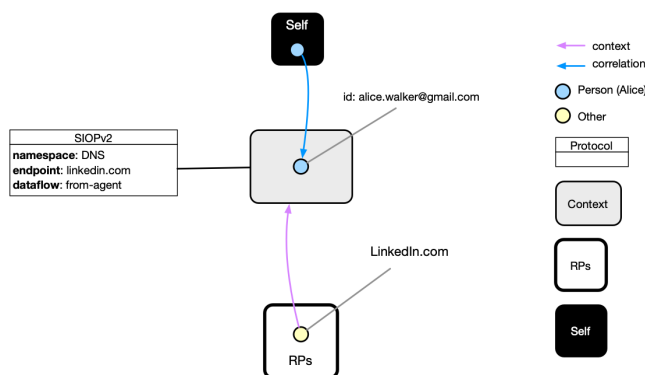 Self
id: alice.walker@gmail.com
SIOPv2
namespace: DNS
endpoint: linkedin.com
dataflow: from-agent
LinkedIn.com
RPs
context
correlation
Person (Alice)
Other
Protocol
Context
RPs
Self